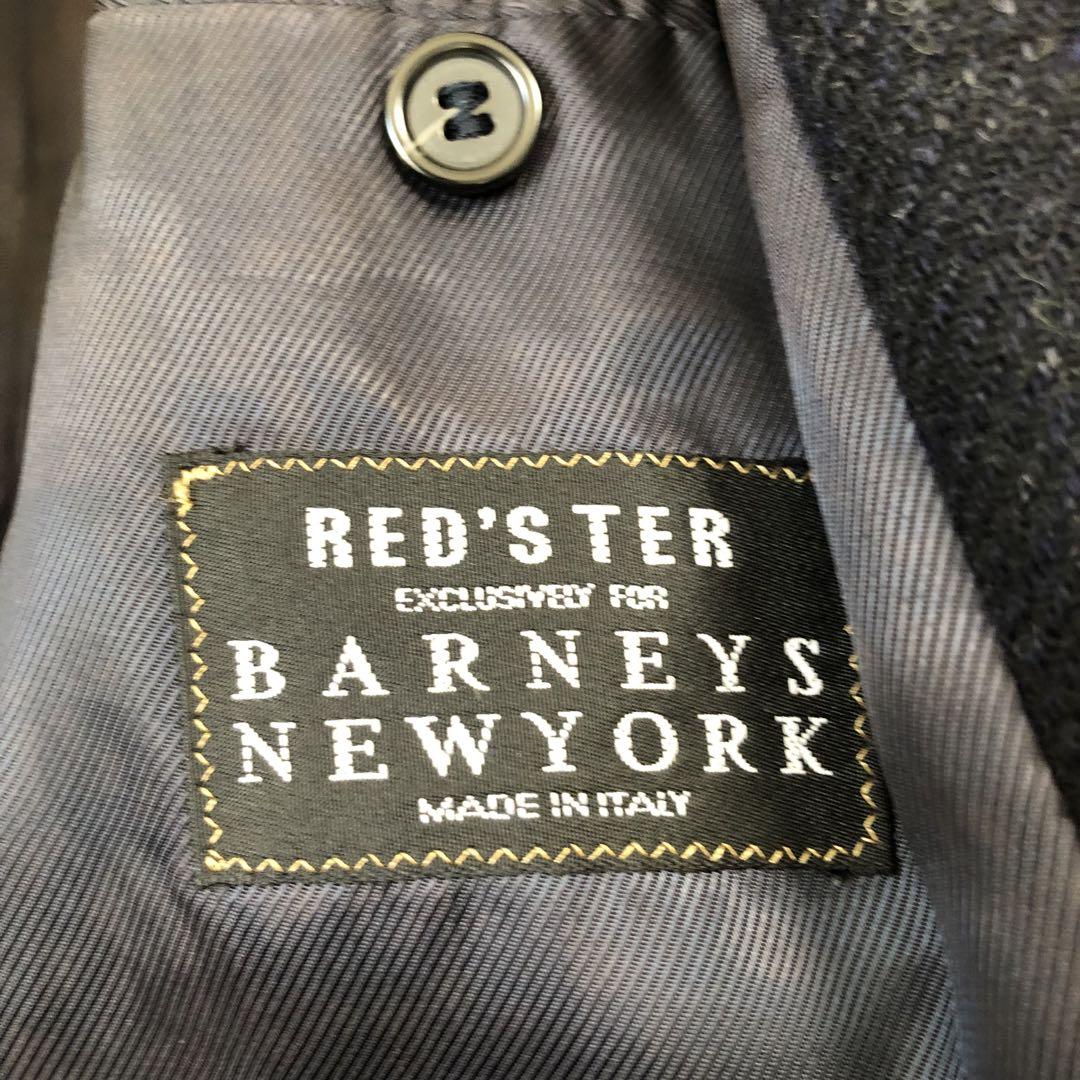 RED'STER
EXCLUSIVELY FOR
BARNEYS
NEWYORK
MADE IN ITALY